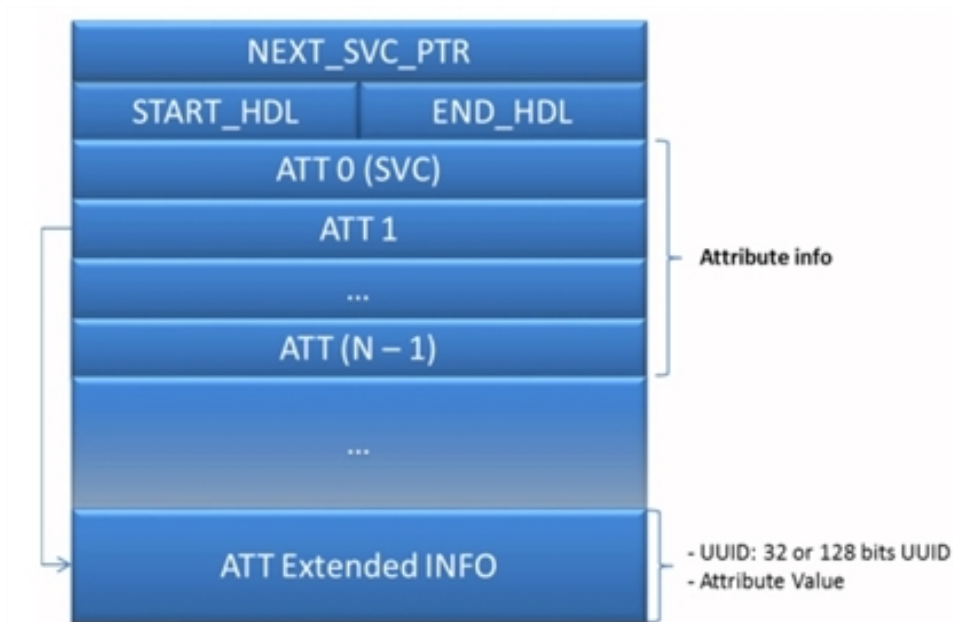 NEXT_SVC_PTR
START_HDL END_HDL
ATT 0 (SVC)
ATT 1
...
ATT (N – 1)
Attribute info
...
ATT Extended INFO
- UUID: 32 or 128 bits UUID
- Attribute Value